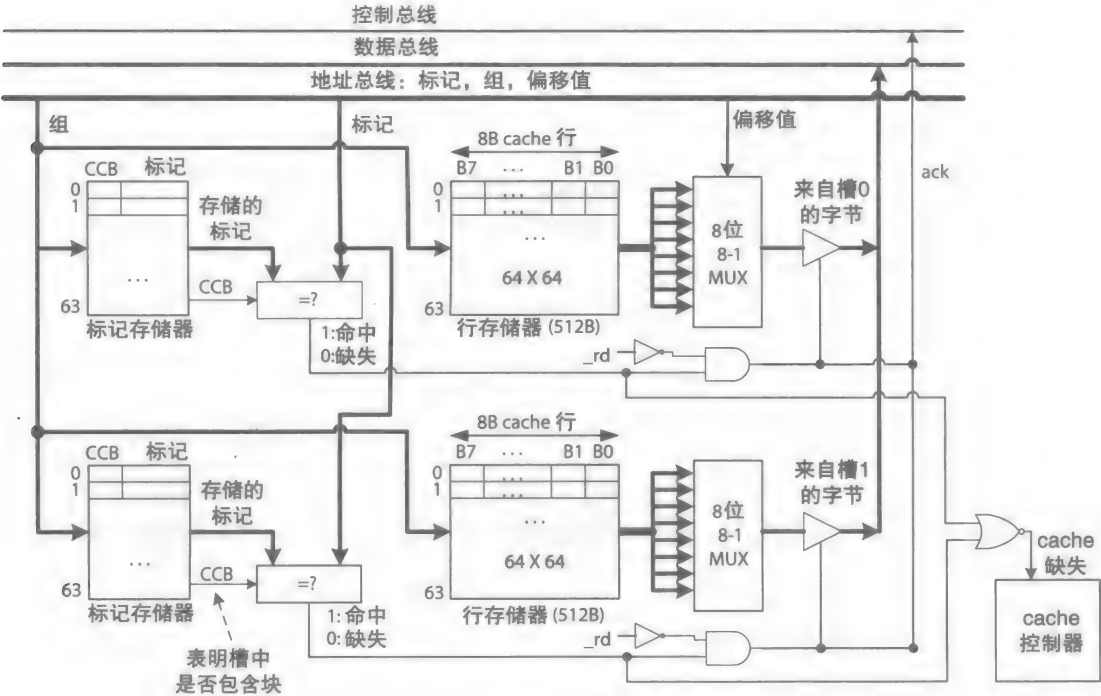 控制总线
数据总线
地址总线：标记，组，偏移值
组
标记
偏移值
8B cache 行
CCB 标记
B7 ... B1 B0
0
1
存储的
标记
...
CCB
63
标记存储器
=?
1:命中
0:缺失
0
1
...
...
...
64 X 64
63
行存储器 (512B)
8位
8-1
MUX
来自槽0
的字节
ack
_rd
8B cache 行
CCB 标记
B7 ... B1 B0
0
1
存储的
标记
...
CCB
63
标记存储器
=?
1: 命中
0: 缺失
表明槽中
是否包含块
0
1
...
...
...
64 X 64
63
行存储器 (512B)
8位
8-1
MUX
来自槽1
的字节
_rd
cache
缺失
cache
控制器